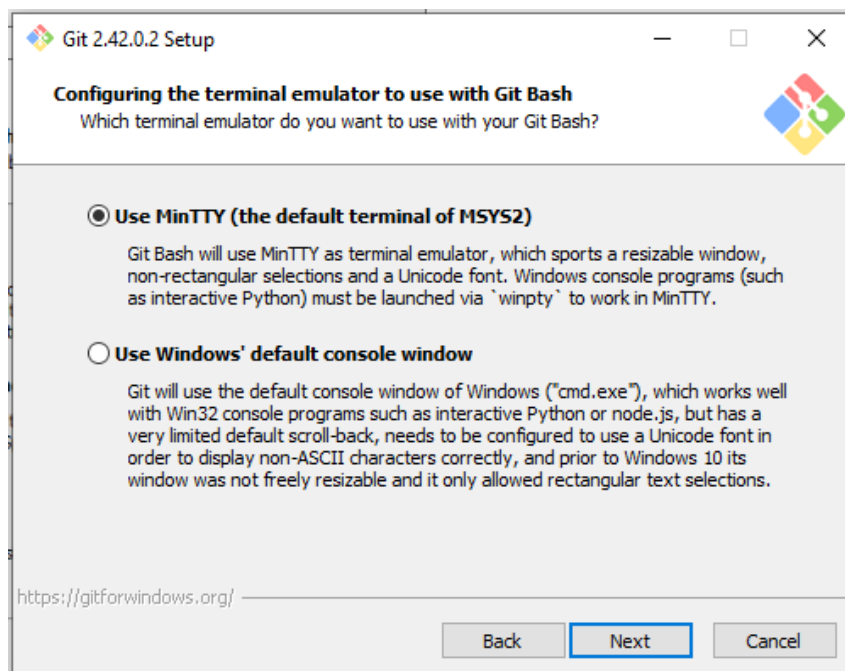 Git 2.42.0.2 Setup
Configuring the terminal emulator to use with Git Bash
Which terminal emulator do you want to use with your Git Bash?
Use MinTTY (the default terminal of MSYS2)
Git Bash will use MinTTY as terminal emulator, which sports a resizable window,
non-rectangular selections and a Unicode font. Windows console programs (such
as interactive Python) must be launched via `winpty` to work in MinTTY.
Use Windows' default console window
Git will use the default console window of Windows ("cmd.exe"), which works well
with Win32 console programs such as interactive Python or node.js, but has a
very limited default scroll-back, needs to be configured to use a Unicode font in
order to display non-ASCII characters correctly, and prior to Windows 10 its
window was not freely resizable and it only allowed rectangular text selections.
https://gitforwindows.org/
Back
Next
Cancel